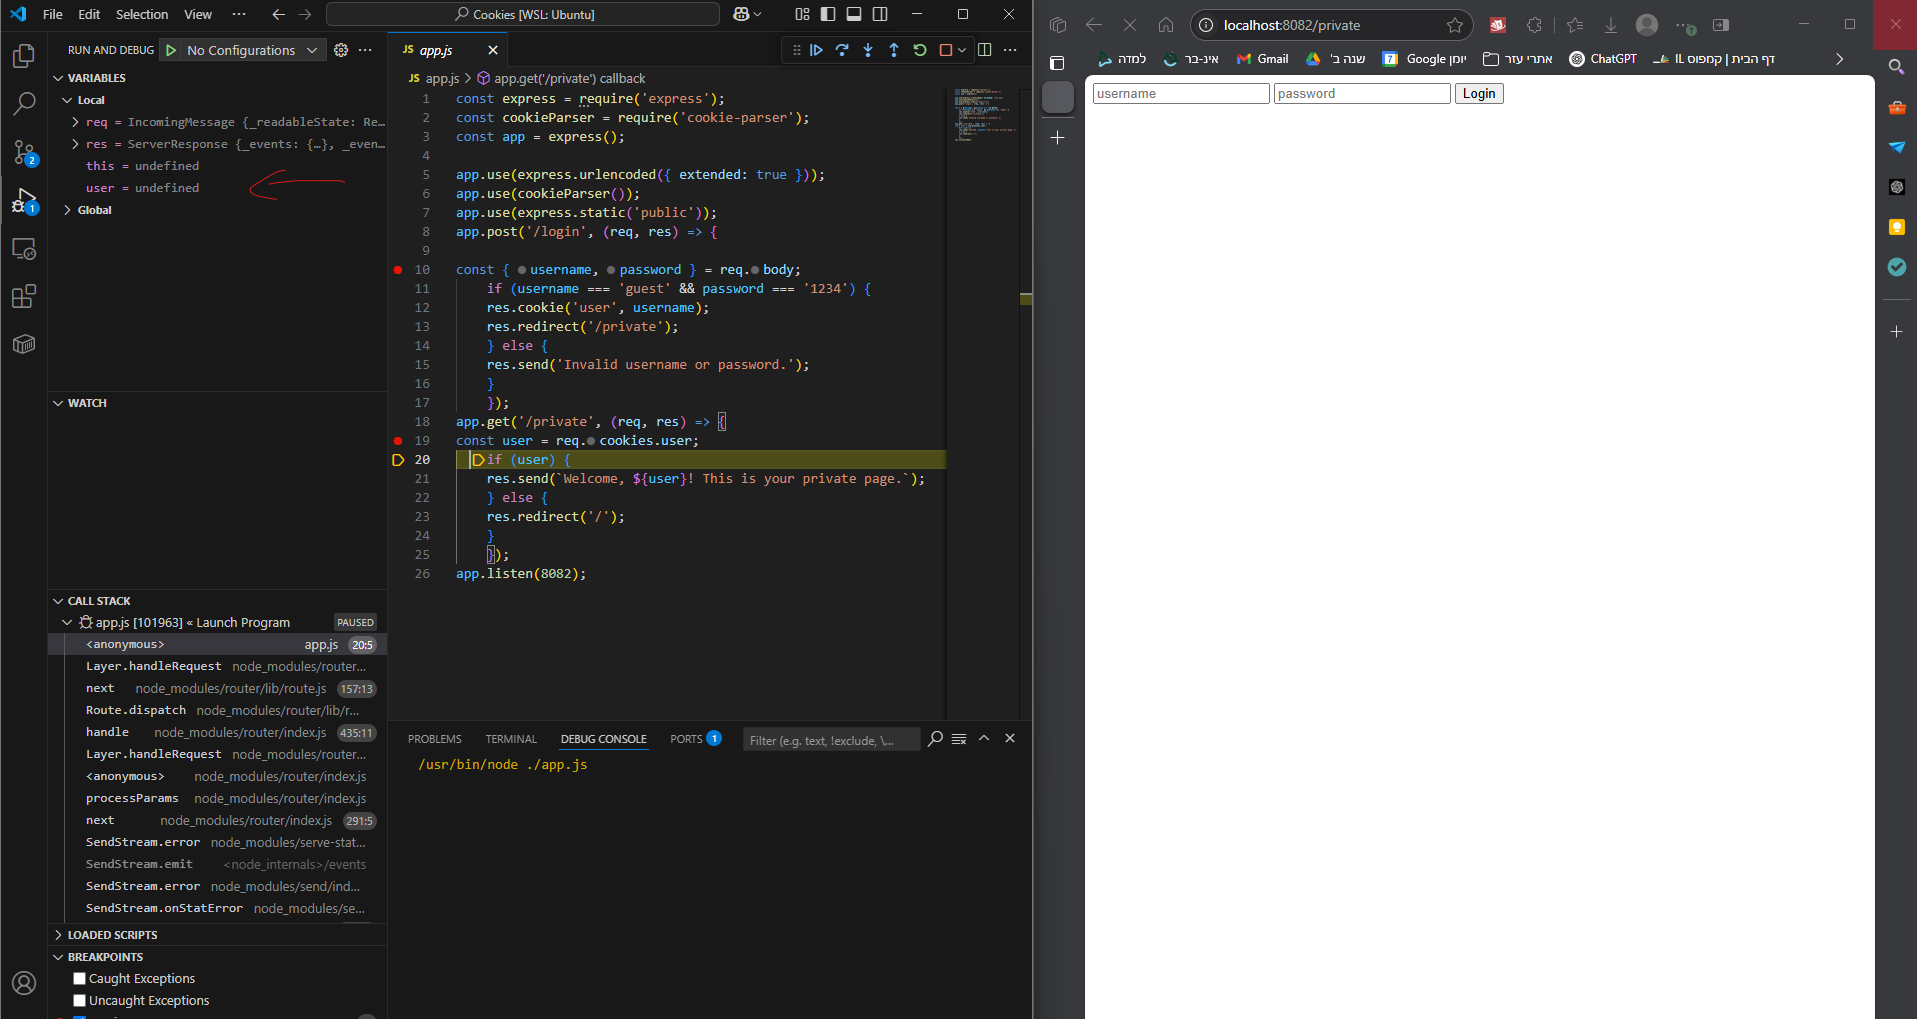 File Edit Selection View ··· Cookies [WSL: Ubuntu]
RUN AND DEBUG No Configurations ···
VARIABLES
Local
req = IncomingMessage {_readableState: Re...
res = ServerResponse {_events: {…}, _even...
this = undefined
user = undefined
Global
2
1
WATCH
CALL STACK
app.js [101963] « Launch Program PAUSED
<anonymous> app.js 20:5
Layer.handleRequest node_modules/router...
next node_modules/router/lib/route.js 157:13
Route.dispatch node_modules/router/lib/r...
handle node_modules/router/index.js 435:11
Layer.handleRequest node_modules/router...
<anonymous> node_modules/router/index.js
processParams node_modules/router/index.js
next node_modules/router/index.js 291:5
SendStream.error node_modules/serve-stat...
SendStream.emit <node_internals>/events
SendStream.error node_modules/send/ind...
SendStream.onStatError node_modules/se...
LOADED SCRIPTS
BREAKPOINTS
Caught Exceptions
Uncaught Exceptions
JS app.js
JS app.js > app.get('/private') callback
1 const express = require('express');
2 const cookieParser = require('cookie-parser');
3 const app = express();
4
5 app.use(express.urlencoded({ extended: true }));
6 app.use(cookieParser());
7 app.use(express.static('public'));
8 app.post('/login', (req, res) => {
9
10 const { username, password } = req.body;
11 if (username === 'guest' && password === '1234') {
12 res.cookie('user', username);
13 res.redirect('/private');
14 } else {
15 res.send('Invalid username or password.');
16 }
17 });
18 app.get('/private', (req, res) => {
19 const user = req.cookies.user;
20 if (user) {
21 res.send(`Welcome, ${user}! This is your private page.`);
22 } else {
23 res.redirect('/');
24 }
25 });
26 app.listen(8082);
PROBLEMS TERMINAL DEBUG CONSOLE PORTS 1 Filter (e.g. text, !exclude, \...
/usr/bin/node ./app.js
localhost:8082/private
למדה אינ-בר Gmail שנה ב' יומן Google אתרי עזר ChatGPT דף הבית | קמפוס IL
username password Login